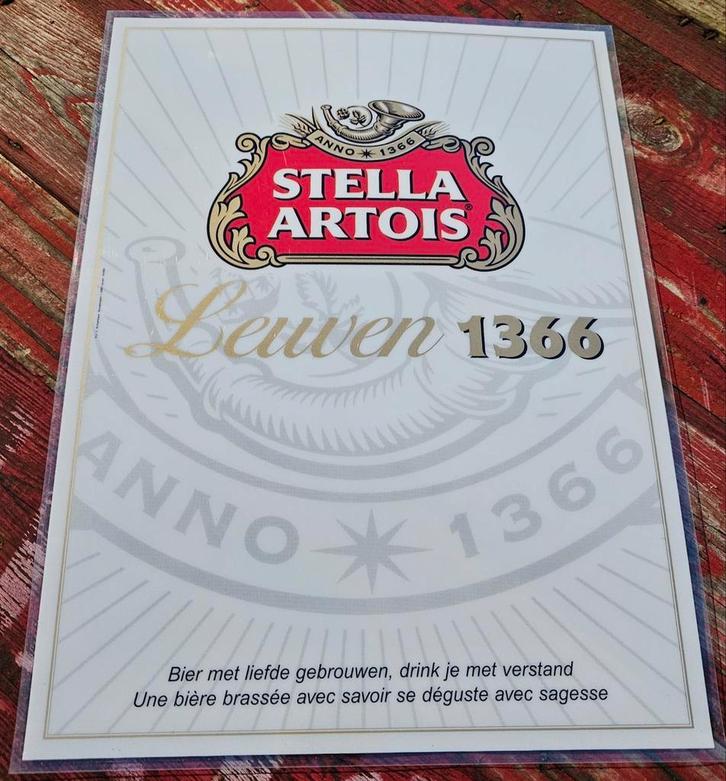 ANNO 1366
STELLA
ARTOIS®
Leuven 1366
ANNO 1366
Bier met liefde gebrouwen, drink je met verstand
Une bière brassée avec savoir se déguste avec sagesse